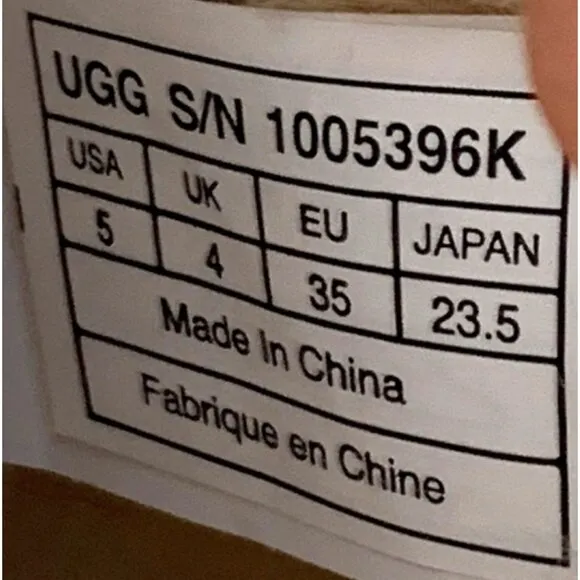 UGG S/N 1005396K
USA UK EU JAPAN
5 4 35 23.5
Made In China
Fabrique en Chine